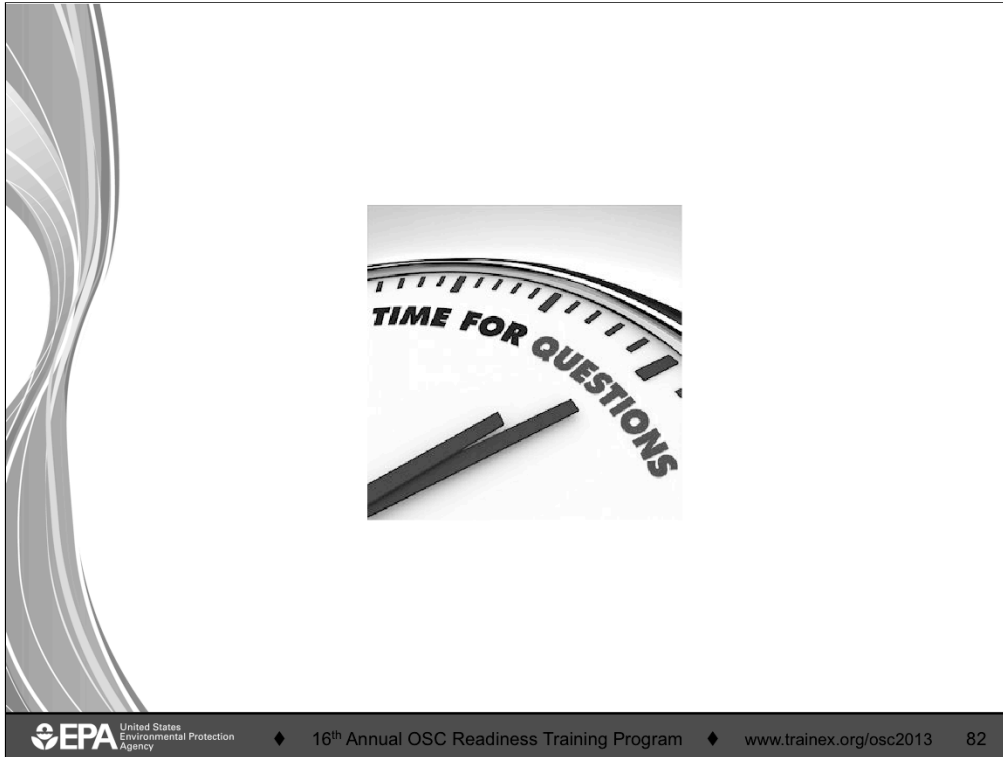 TIME FOR QUESTIONS
EPA United States
Environmental Protection
Agency
♦ 16th Annual OSC Readiness Training Program ♦ www.trainex.org/osc2013 82